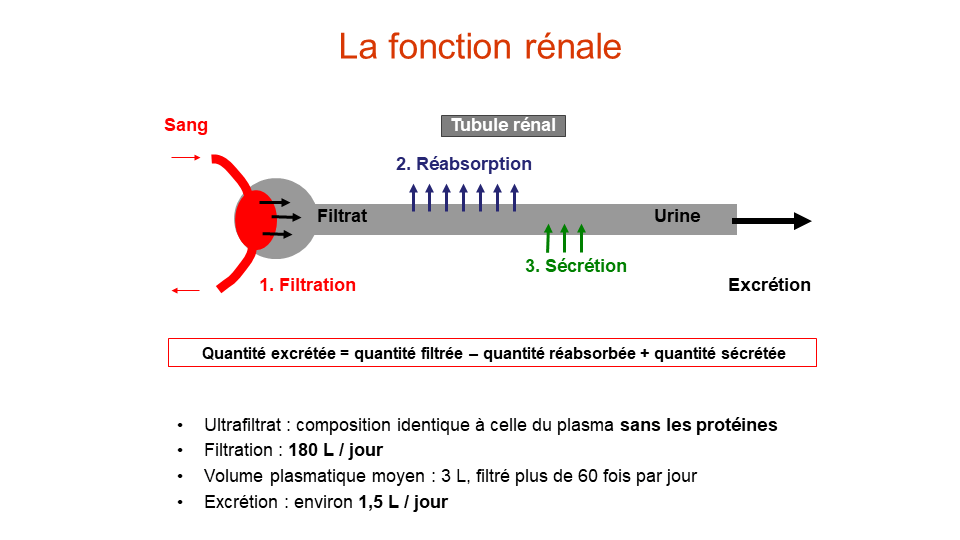 La fonction rénale
Sang
Tubule rénal
2. Réabsorption
Filtrat
Urine
3. Sécrétion
1. Filtration
Excrétion
Quantité excrétée = quantité filtrée – quantité réabsorbée + quantité sécrétée
• Ultrafiltrat : composition identique à celle du plasma sans les protéines
• Filtration : 180 L / jour
• Volume plasmatique moyen : 3 L, filtré plus de 60 fois par jour
• Excrétion : environ 1,5 L / jour